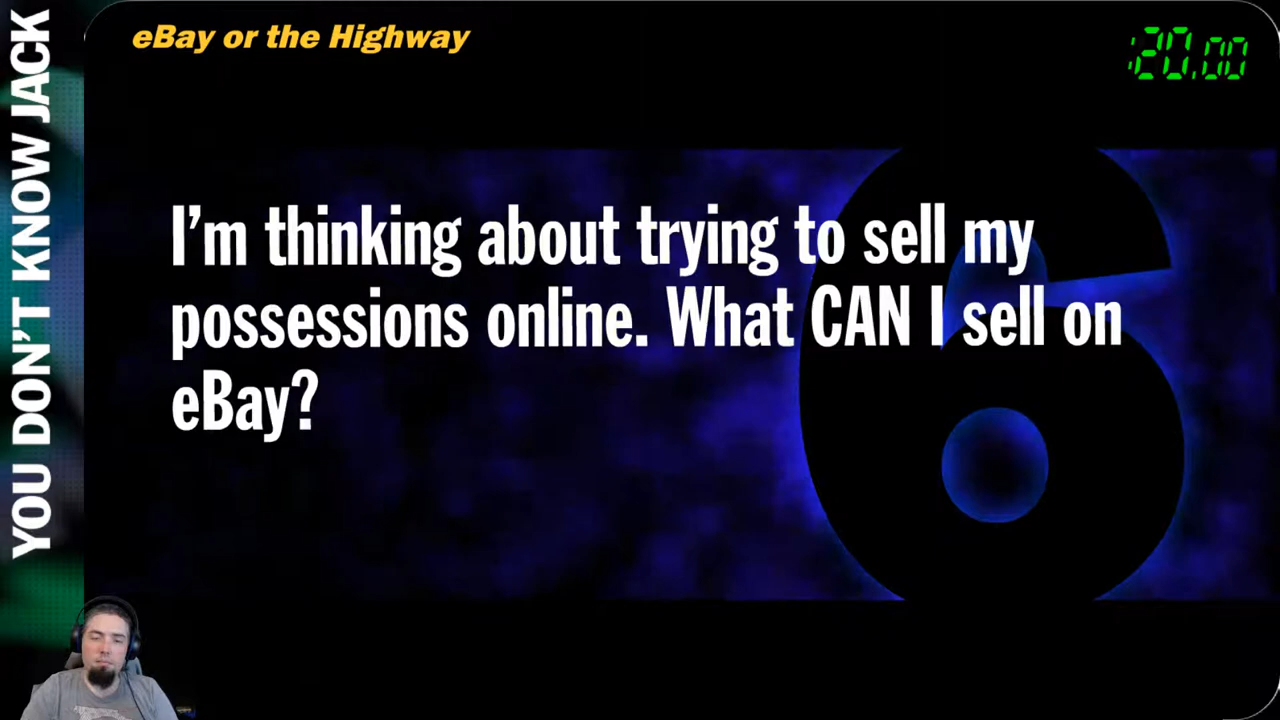 YOU DON'T KNOW JACK
eBay or the Highway
20.00
I'm thinking about trying to sell my
possessions online. What CAN I sell on
eBay?
6